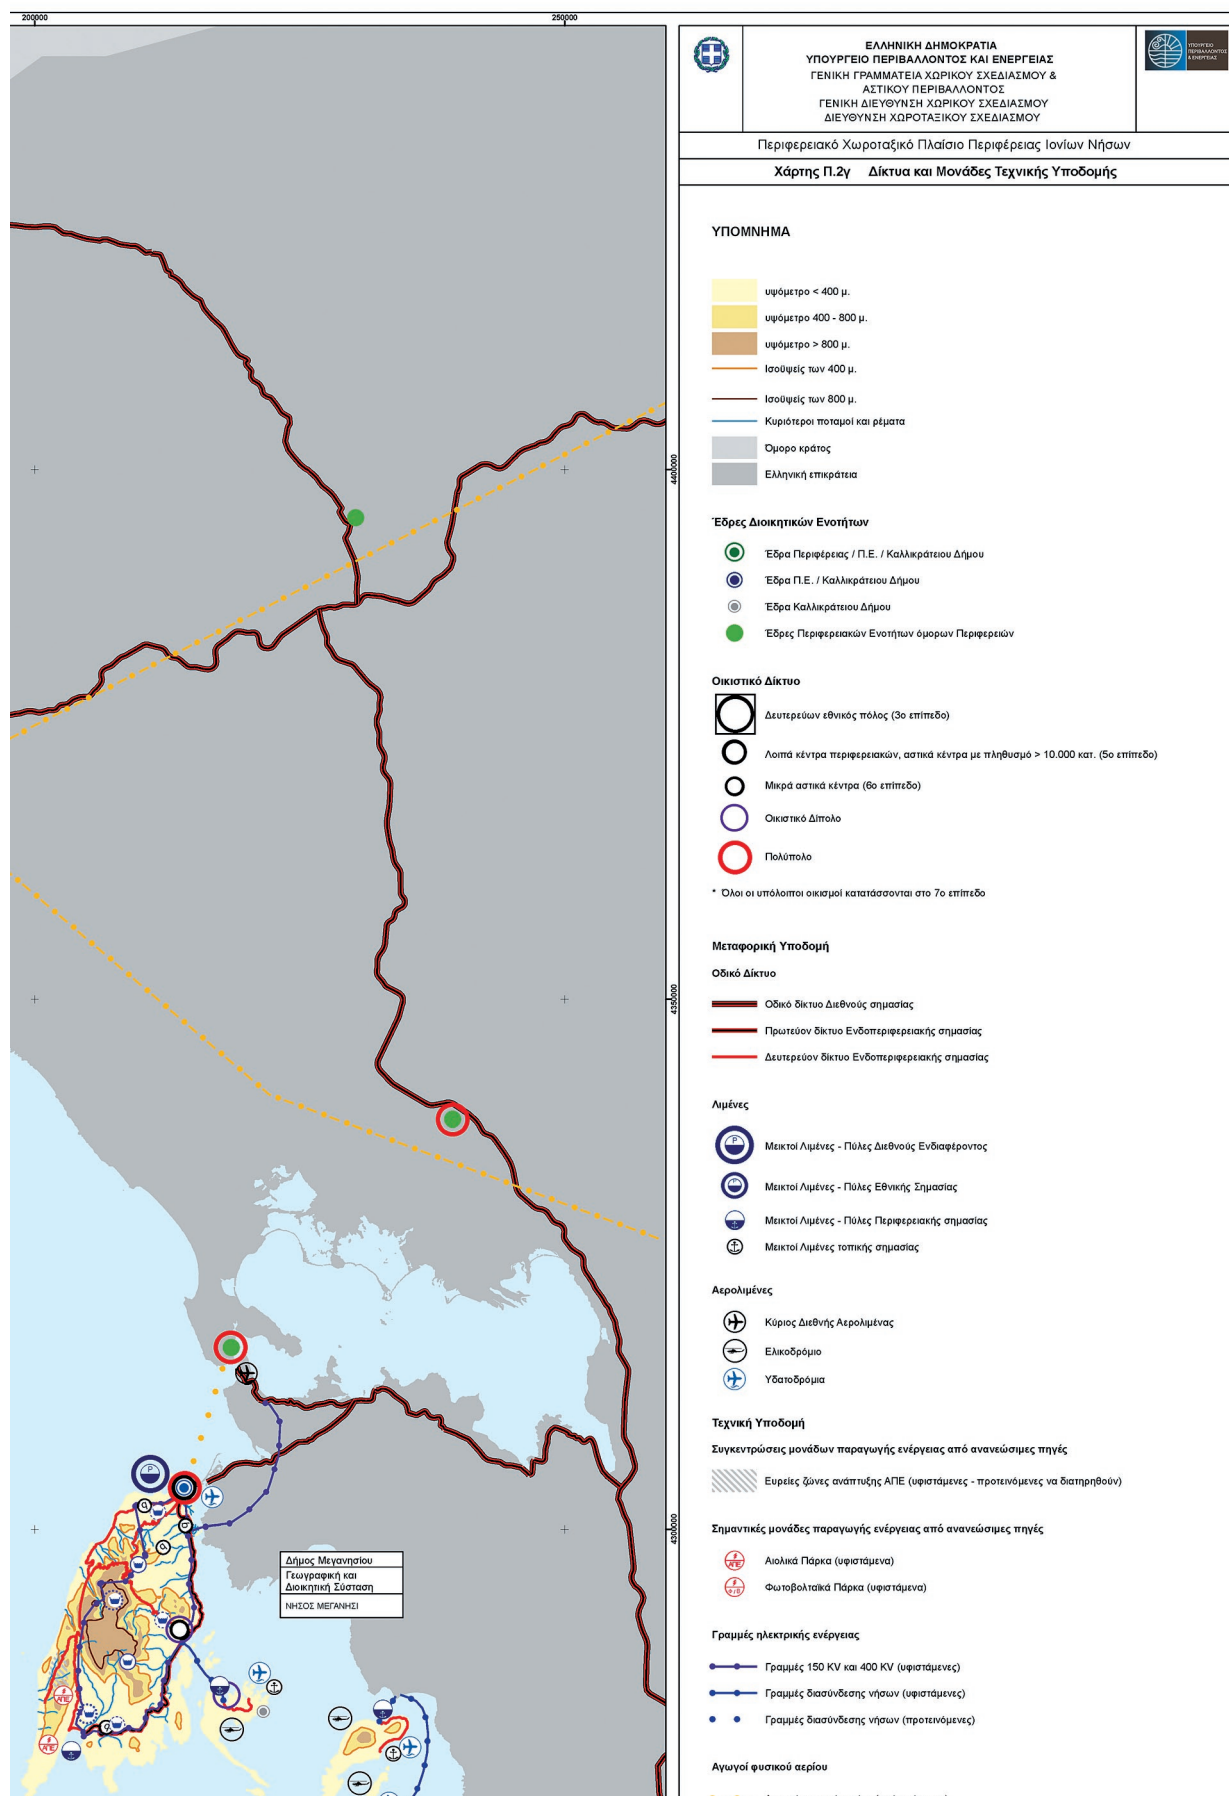 200000
250000
ΕΛΛΗΝΙΚΗ ΔΗΜΟΚΡΑΤΙΑ
ΥΠΟΥΡΓΕΙΟ ΠΕΡΙΒΑΛΛΟΝΤΟΣ ΚΑΙ ΕΝΕΡΓΕΙΑΣ
ΓΕΝΙΚΗ ΓΡΑΜΜΑΤΕΙΑ ΧΩΡΙΚΟΥ ΣΧΕΔΙΑΣΜΟΥ &
ΑΣΤΙΚΟΥ ΠΕΡΙΒΑΛΛΟΝΤΟΣ
ΓΕΝΙΚΗ ΔΙΕΥΘΥΝΣΗ ΧΩΡΙΚΟΥ ΣΧΕΔΙΑΣΜΟΥ
ΔΙΕΥΘΥΝΣΗ ΧΩΡΟΤΑΞΙΚΟΥ ΣΧΕΔΙΑΣΜΟΥ
ΥΠΟΥΡΓΕΙΟ
ΠΕΡΙΒΑΛΛΟΝΤΟΣ
& ΕΝΕΡΓΕΙΑΣ
Περιφερειακό Χωροταξικό Πλαίσιο Περιφέρειας Ιονίων Νήσων
Χάρτης Π.2γ Δίκτυα και Μονάδες Τεχνικής Υποδομής
ΥΠΟΜΝΗΜΑ
υψόμετρο < 400 μ.
υψόμετρο 400 - 800 μ.
υψόμετρο > 800 μ.
Ισοϋψείς των 400 μ.
Ισοϋψείς των 800 μ.
Κυριότεροι ποταμοί και ρέματα
Όμορο κράτος
Ελληνική επικράτεια
4400000
Έδρες Διοικητικών Ενοτήτων
Έδρα Περιφέρειας / Π.Ε. / Καλλικράτειου Δήμου
Έδρα Π.Ε. / Καλλικράτειου Δήμου
Έδρα Καλλικράτειου Δήμου
Έδρες Περιφερειακών Ενοτήτων όμορων Περιφερειών
Οικιστικό Δίκτυο
Δευτερεύων εθνικός πόλος (3ο επίπεδο)
Λοιπά κέντρα περιφερειακών, αστικά κέντρα με πληθυσμό > 10.000 κατ. (5ο επίπεδο)
Μικρά αστικά κέντρα (6ο επίπεδο)
Οικιστικό Δίπολο
Πολύπολο
* Όλοι οι υπόλοιποι οικισμοί κατατάσσονται στο 7ο επίπεδο
Μεταφορική Υποδομή
Οδικό Δίκτυο
4350000
Οδικό δίκτυο Διεθνούς σημασίας
Πρωτεύον δίκτυο Ενδοπεριφερειακής σημασίας
Δευτερεύον δίκτυο Ενδοπεριφερειακής σημασίας
Λιμένες
P
Μεικτοί Λιμένες - Πύλες Διεθνούς Ενδιαφέροντος
Μεικτοί Λιμένες - Πύλες Εθνικής Σημασίας
Μεικτοί Λιμένες - Πύλες Περιφερειακής σημασίας
Μεικτοί Λιμένες τοπικής σημασίας
Αερολιμένες
Κύριος Διεθνής Αερολιμένας
Ελικοδρόμιο
Υδατοδρόμια
Τεχνική Υποδομή
Συγκεντρώσεις μονάδων παραγωγής ενέργειας από ανανεώσιμες πηγές
P
Ευρείες ζώνες ανάπτυξης ΑΠΕ (υφιστάμενες - προτεινόμενες να διατηρηθούν)
4300000
Σημαντικές μονάδες παραγωγής ενέργειας από ανανεώσιμες πηγές
ΑΠΕ
Αιολικά Πάρκα (υφιστάμενα)
Φωτοβολταϊκά Πάρκα (υφιστάμενα)
Δήμος Μεγανησίου
Γεωγραφική και
Διοικητική Σύσταση
ΝΗΣΟΣ ΜΕΓΑΝΗΣΙ
Γραμμές ηλεκτρικής ενέργειας
Γραμμές 150 KV και 400 KV (υφιστάμενες)
Γραμμές διασύνδεσης νήσων (υφιστάμενες)
Γραμμές διασύνδεσης νήσων (προτεινόμενες)
ΑΠΕ
ΑΠΕ
Αγωγοί φυσικού αερίου